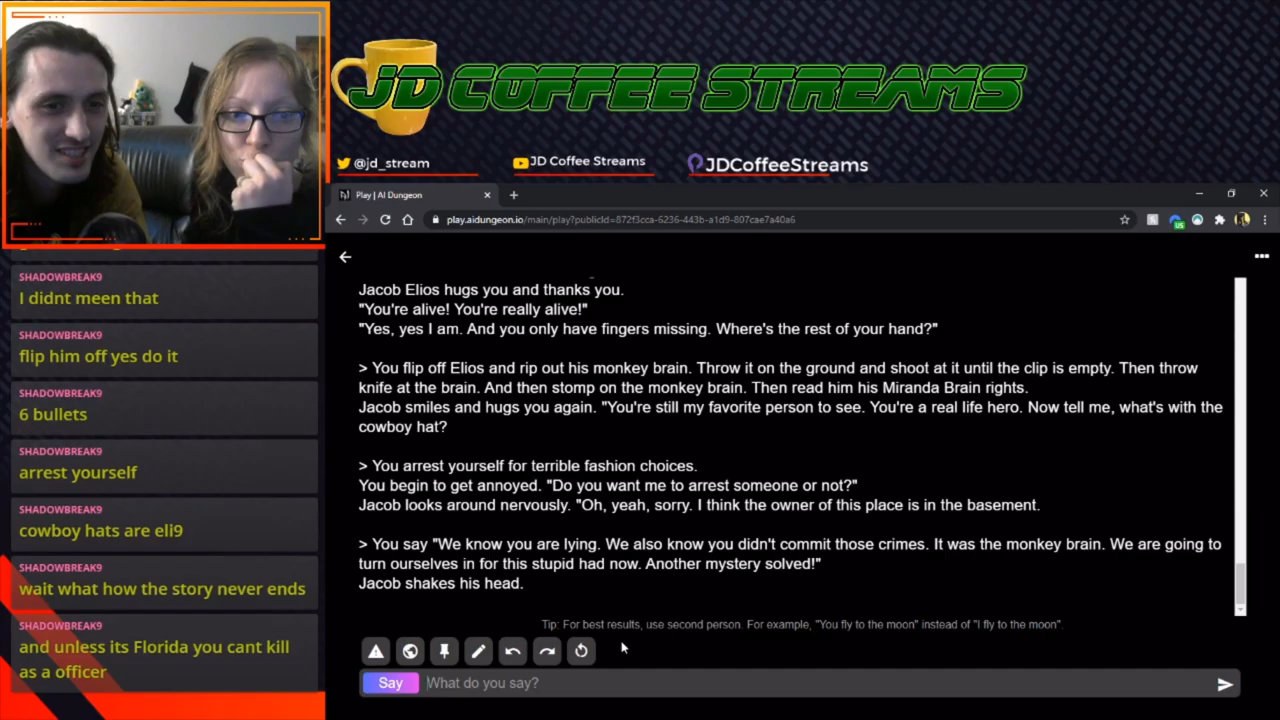 JD COFFEE STREAMS
@jd_stream
JD Coffee Streams
JDCoffeeStreams
Play | AI Dungeon
play.aidungeon.io/main/play?publicId=872f3cca-6236-443b-a1d9-807cae7a40a6
SHADOWBREAK9
I didnt meen that
SHADOWBREAK9
flip him off yes do it
SHADOWBREAK9
6 bullets
SHADOWBREAK9
arrest yourself
SHADOWBREAK9
cowboy hats are eli9
SHADOWBREAK9
wait what how the story never ends
SHADOWBREAK9
and unless its Florida you cant kill
as a officer
Jacob Elios hugs you and thanks you.
"You're alive! You're really alive!"
"Yes, yes I am. And you only have fingers missing. Where's the rest of your hand?"
> You flip off Elios and rip out his monkey brain. Throw it on the ground and shoot at it until the clip is empty. Then throw
knife at the brain. And then stomp on the monkey brain. Then read him his Miranda Brain rights.
Jacob smiles and hugs you again. "You're still my favorite person to see. You're a real life hero. Now tell me, what's with the
cowboy hat?
> You arrest yourself for terrible fashion choices.
You begin to get annoyed. "Do you want me to arrest someone or not?"
Jacob looks around nervously. "Oh, yeah, sorry. I think the owner of this place is in the basement.
> You say "We know you are lying. We also know you didn't commit those crimes. It was the monkey brain. We are going to
turn ourselves in for this stupid had now. Another mystery solved!"
Jacob shakes his head.
Tip: For best results, use second person. For example, "You fly to the moon" instead of "I fly to the moon".
Say
What do you say?